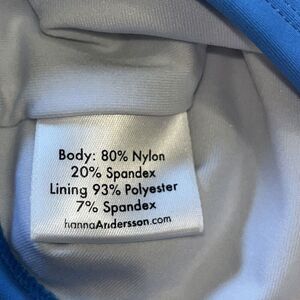 Body: 80% Nylon
20% Spandex
Lining 93% Polyester
7% Spandex
hannaAndersson.com